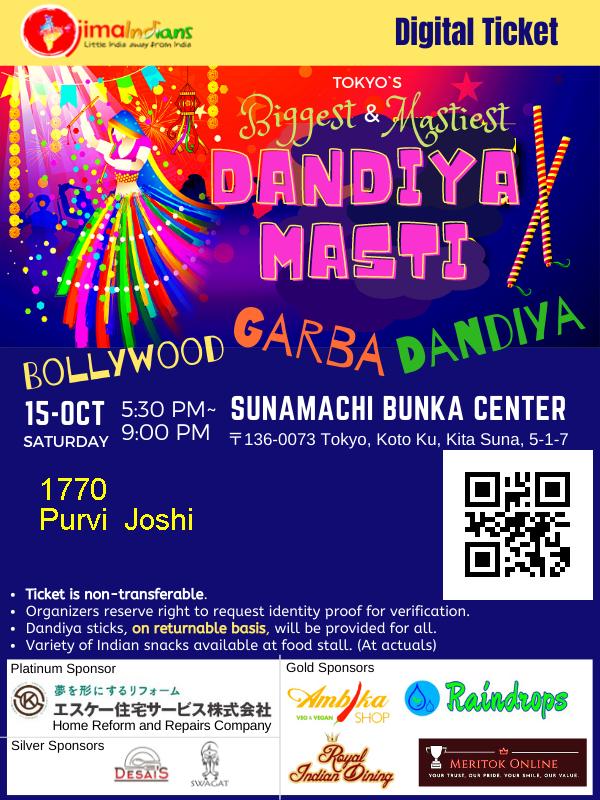 OjimaIndians
Little India away from India
Digital Ticket
TOKYO`S
Biggest & Mastiest
DANDIYA
MASTI
BOLLYWOOD GARBA DANDIYA
15-OCT
SATURDAY
5:30 PM~
9:00 PM
SUNAMACHI BUNKA CENTER
〒136-0073 Tokyo, Koto Ku, Kita Suna, 5-1-7
1770
Purvi Joshi
• Ticket is non-transferable.
• Organizers reserve right to request identity proof for verification.
• Dandiya sticks, on returnable basis, will be provided for all.
• Variety of Indian snacks available at food stall. (At actuals)
Platinum Sponsor
夢を形にするリフォーム
エスケー住宅サービス株式会社
Home Reform and Repairs Company
Gold Sponsors
Ambika
VEG & VEGAN SHOP
Raindrops
Silver Sponsors
DESAI'S
SWAGAT
Royal
Indian Dining
MERITOK ONLINE
YOUR TRUST, OUR PRIDE. YOUR SMILE, OUR VALUE.